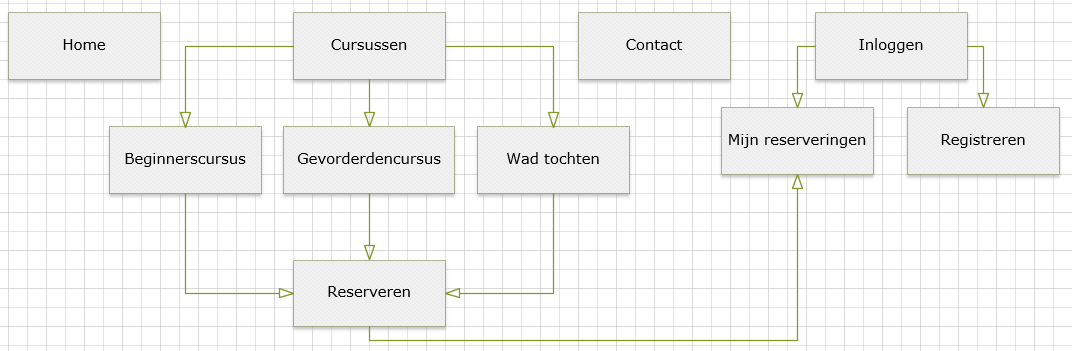 Home
Cursussen
Contact
Inloggen
Beginnerscursus
Gevorderdencursus
Wad tochten
Mijn reserveringen
Registreren
Reserveren